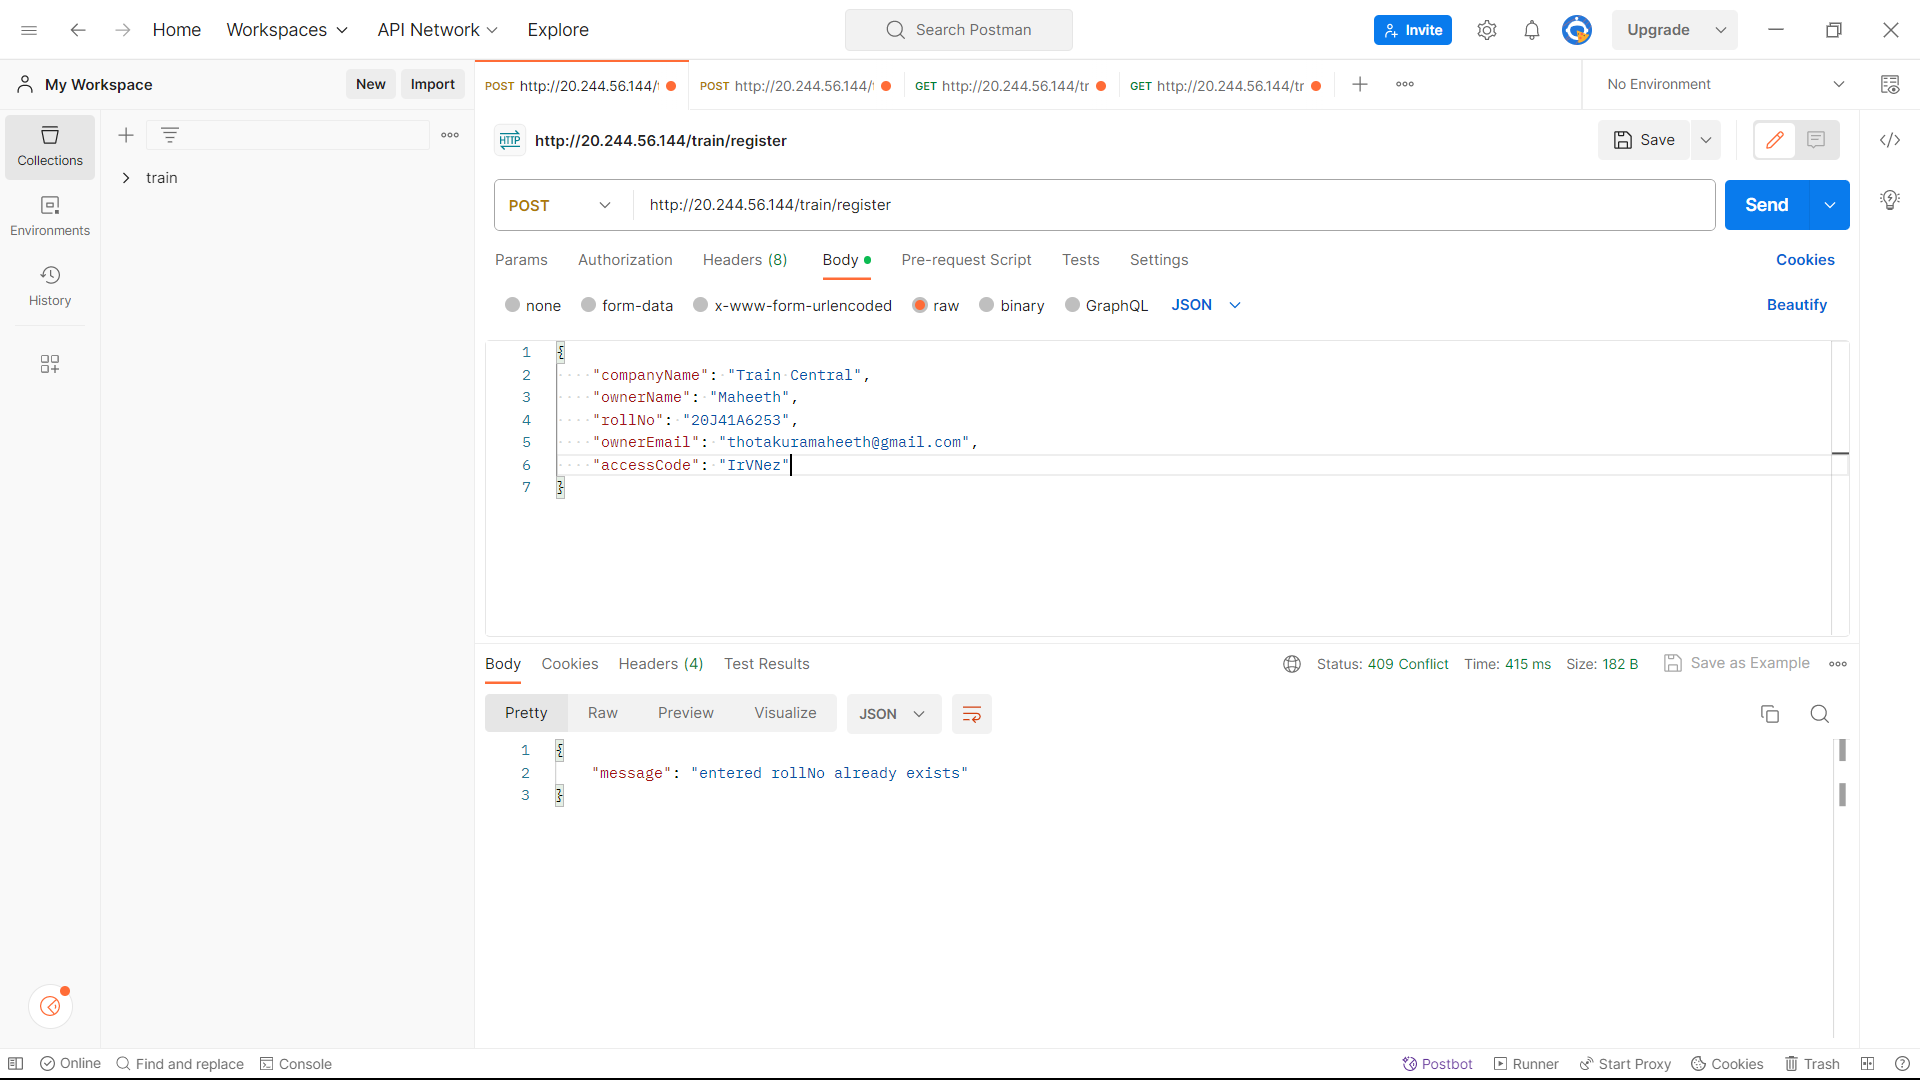 Home Workspaces API Network Explore Search Postman Invite Upgrade
My Workspace New Import POST http://20.244.56.144/ POST http://20.244.56.144/ GET http://20.244.56.144/tr GET http://20.244.56.144/tr No Environment
Collections
Environments
History
train
HTTP http://20.244.56.144/train/register Save
POST http://20.244.56.144/train/register Send
Params Authorization Headers (8) Body Pre-request Script Tests Settings Cookies
none form-data x-www-form-urlencoded raw binary GraphQL JSON Beautify
1 {
2 "companyName": "Train Central",
3 "ownerName": "Maheeth",
4 "rollNo": "20J41A6253",
5 "ownerEmail": "thotakuramaheeth@gmail.com",
6 "accessCode": "IrVNez"
7 }
Body Cookies Headers (4) Test Results Status: 409 Conflict Time: 415 ms Size: 182 B Save as Example
Pretty Raw Preview Visualize JSON
1 {
2 "message": "entered rollNo already exists"
3 }
Online Find and replace Console Postbot Runner Start Proxy Cookies Trash